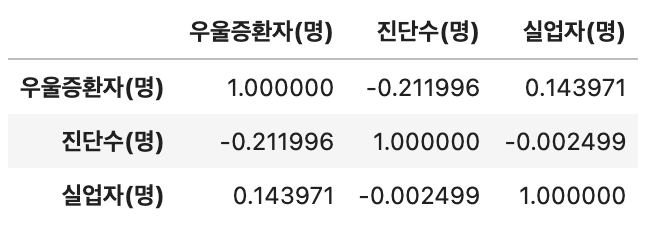 우울증환자(명) 진단수(명) 실업자(명)
우울증환자(명) 1.000000 -0.211996 0.143971
진단수(명) -0.211996 1.000000 -0.002499
실업자(명) 0.143971 -0.002499 1.000000